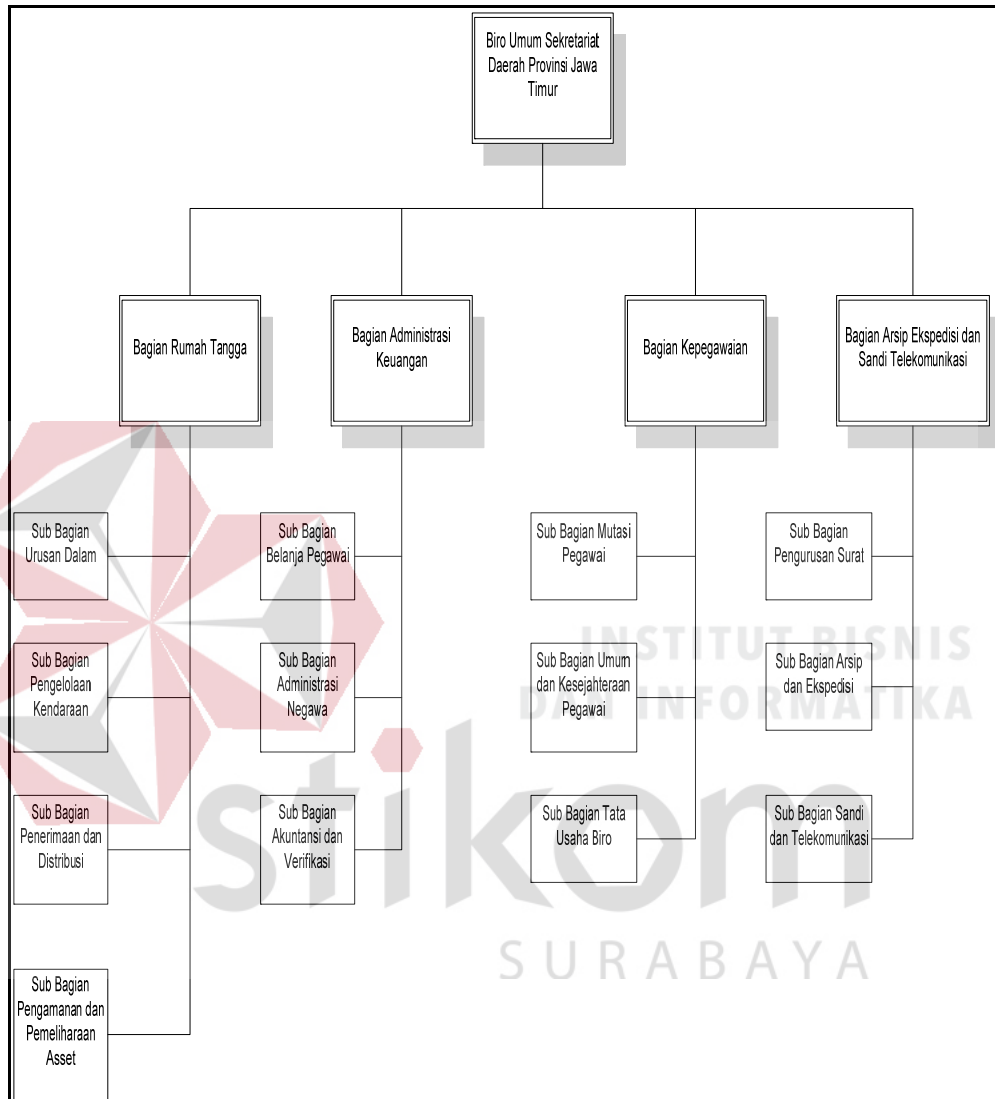 Biro Umum Sekretariat
Daerah Provinsi Jawa
Timur
Bagian Rumah Tangga
Bagian Administrasi
Keuangan
Bagian Kepegawaian
Bagian Arsip Ekspedisi dan
Sandi Telekomunikasi
Sub Bagian
Urusan Dalam
Sub Bagian
Belanja Pegawai
Sub Bagian Mutasi
Pegawai
Sub Bagian
Pengurusan Surat
Sub Bagian
Pengelolaan
Kendaraan
Sub Bagian
Administrasi
Negawa
Sub Bagian Umum
dan Kesejahteraan
Pegawai
Sub Bagian Arsip
dan Ekspedisi
Sub Bagian
Penerimaan dan
Distribusi
Sub Bagian
Akuntansi dan
Verifikasi
Sub Bagian Tata
Usaha Biro
Sub Bagian Sandi
dan Telekomunikasi
Sub Bagian
Pengamanan dan
Pemeliharaan
Asset
INSTITUT BISNIS
DAN INFORMATIKA
stikom
SURABAYA